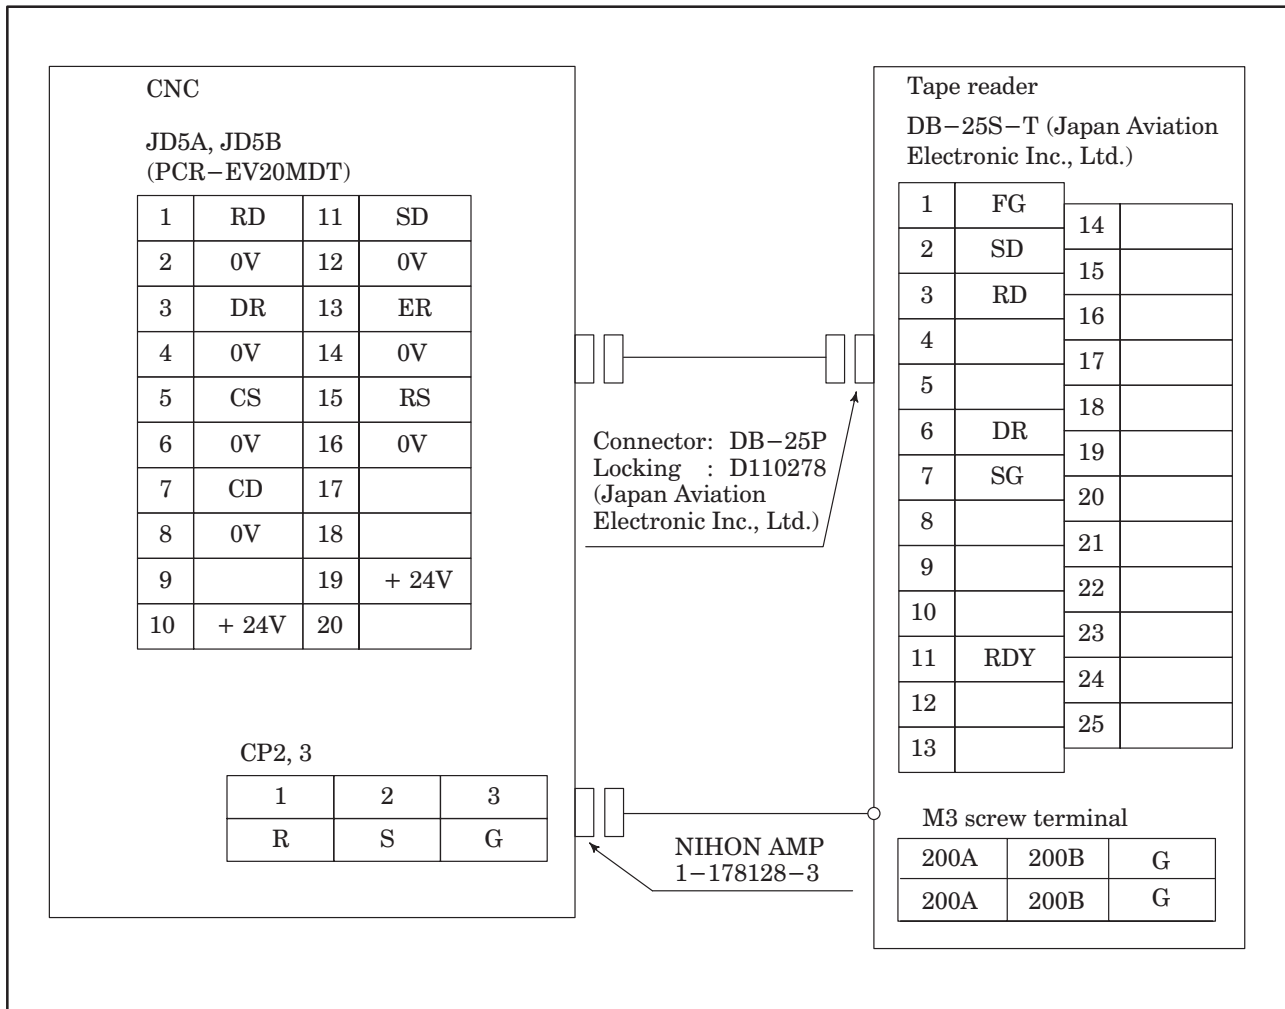 CNC
JD5A, JD5B
(PCR−EV20MDT)
1 RD 11 SD
2 0V 12 0V
3 DR 13 ER
4 0V 14 0V
5 CS 15 RS
6 0V 16 0V
7 CD 17
8 0V 18
9 19 + 24V
10 + 24V 20
CP2, 3
1 2 3
R S G
Connector: DB−25P
Locking : D110278
(Japan Aviation
Electronic Inc., Ltd.)
NIHON AMP
1−178128−3
Tape reader
DB−25S−T (Japan Aviation
Electronic Inc., Ltd.)
1 FG
2 SD
3 RD
4
5
6 DR
7 SG
8
9
10
11 RDY
12
13
14
15
16
17
18
19
20
21
22
23
24
25
M3 screw terminal
200A 200B G
200A 200B G